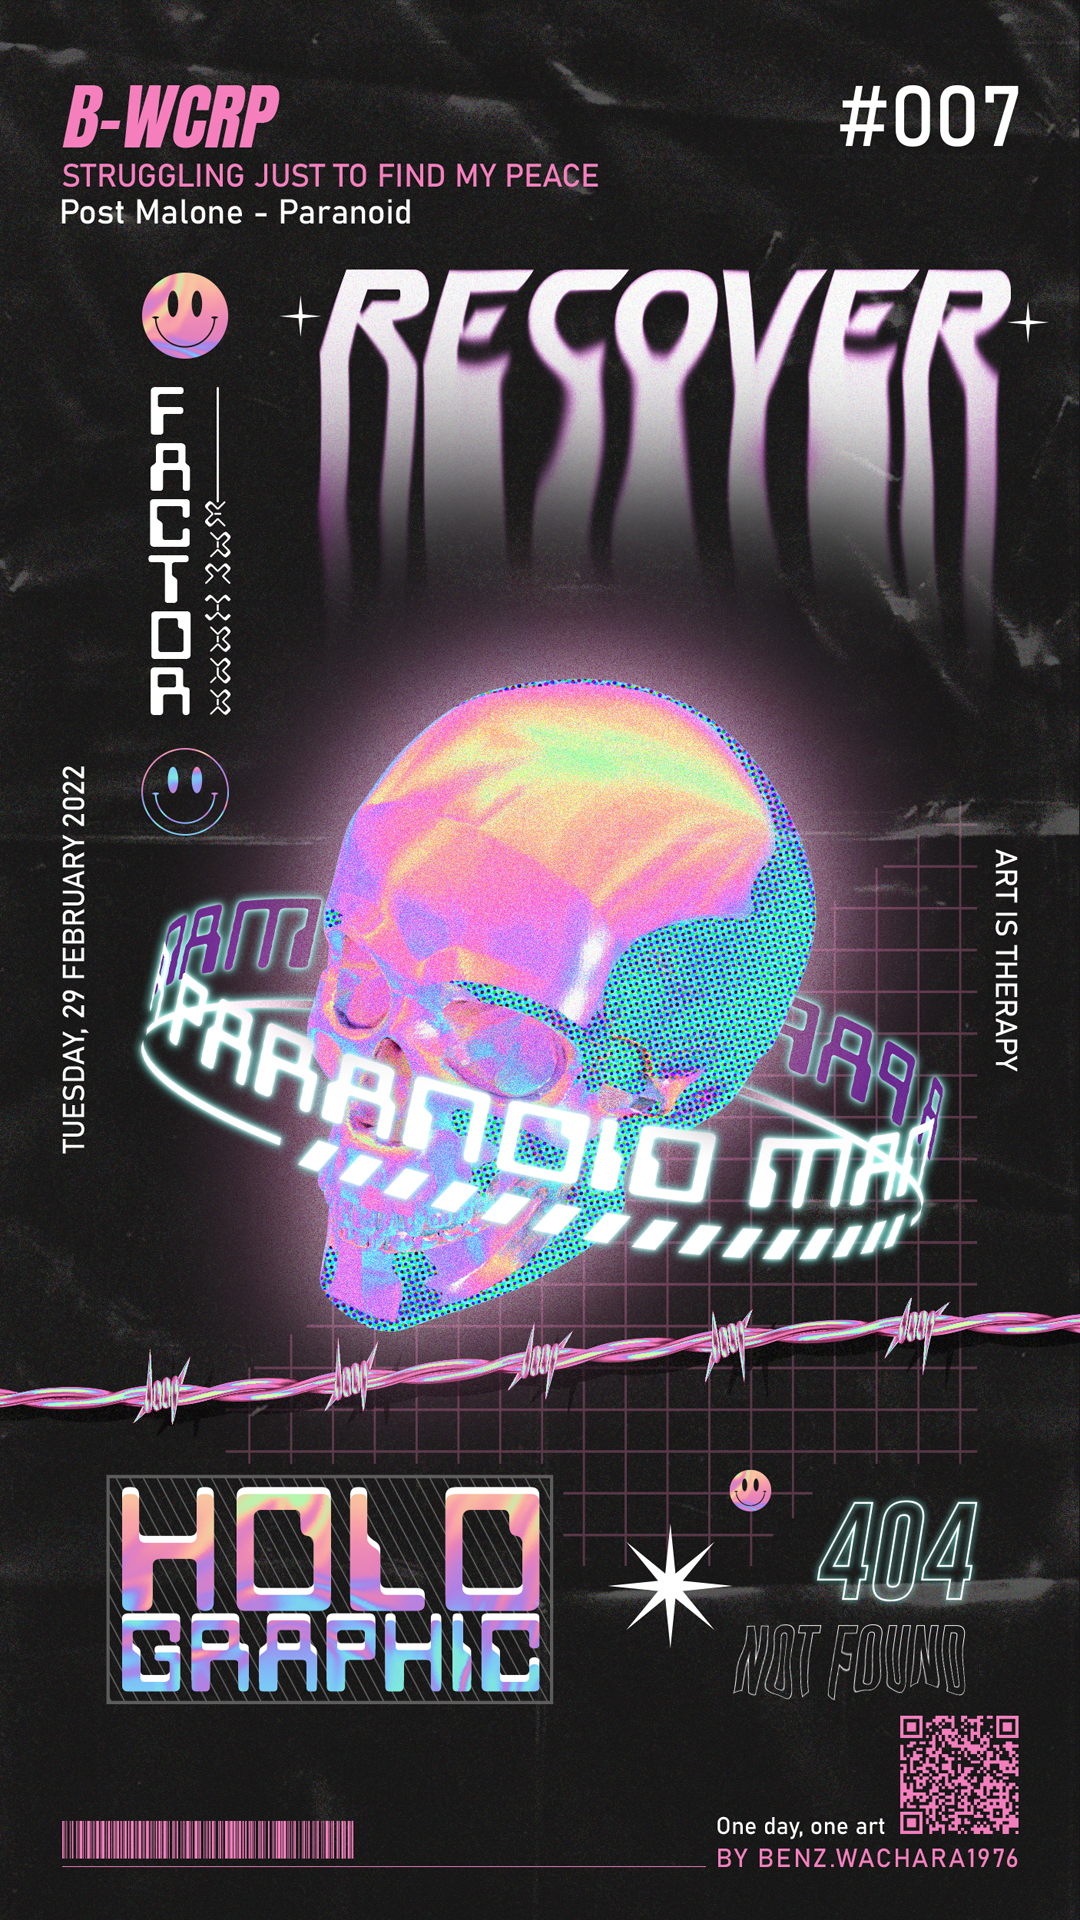 B-WCRP
#007
STRUGGLING JUST TO FIND MY PEACE
Post Malone - Paranoid
RECOVER
FACTOR
TUESDAY, 29 FEBRUARY 2022
ART IS THERAPY
PARANOID
HOLO
GRAPHIC
404
NOT FOUND
One day, one art
BY BENZ.WACHARA1976